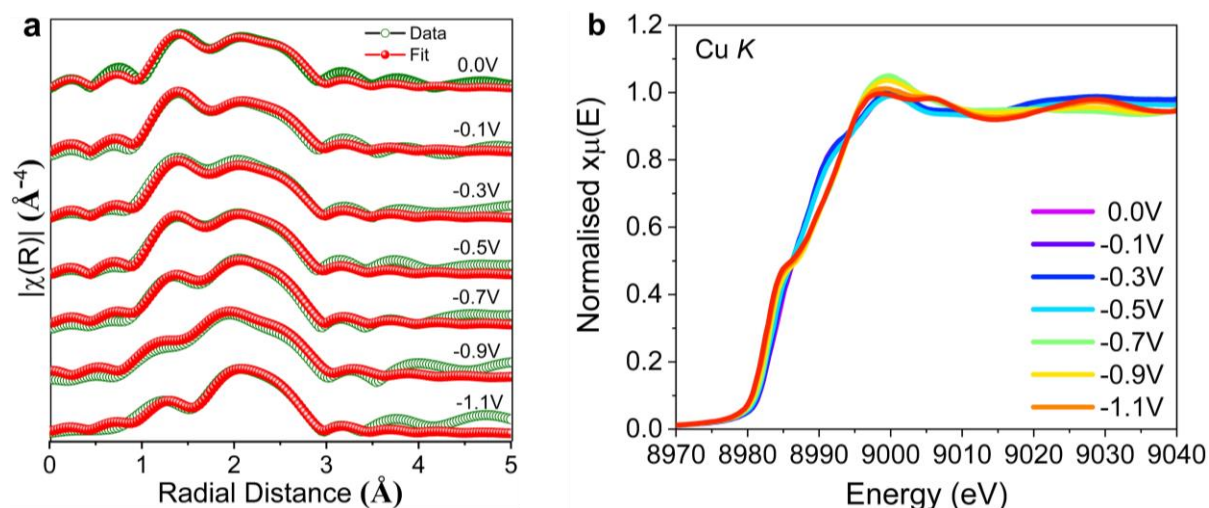 a
Data
Fit
0.0V
-0.1V
-0.3V
-0.5V
-0.7V
-0.9V
-1.1V
|χ(R)| (Å⁻⁴)
0 1 2 3 4 5
Radial Distance (Å)
b
Cu K
1.2
1.0
0.8
0.6
0.4
0.2
0.0
Normalised xμ(E)
0.0V
-0.1V
-0.3V
-0.5V
-0.7V
-0.9V
-1.1V
8970 8980 8990 9000 9010 9020 9030 9040
Energy (eV)